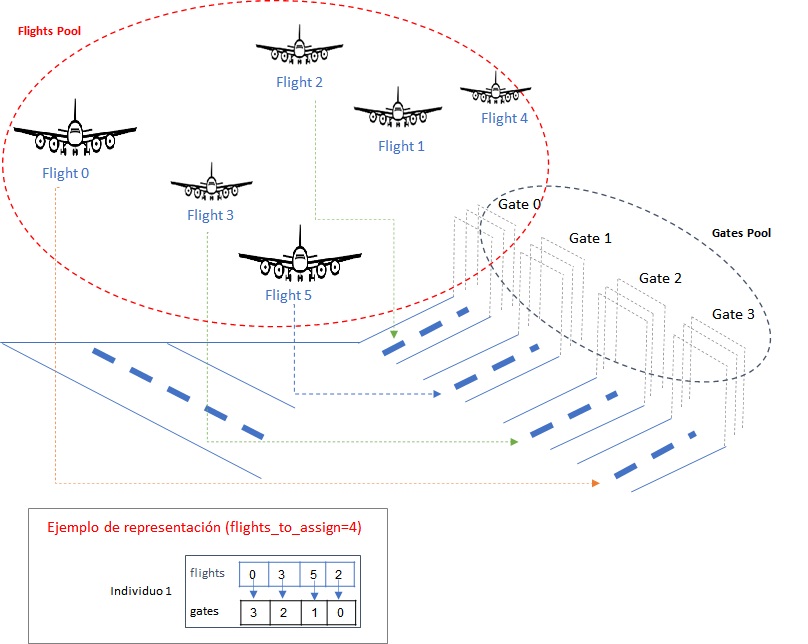 Flights Pool
Flight 2
Flight 4
Flight 1
Flight 0
Flight 3
Gate 0
Gates Pool
Gate 1
Flight 5
Gate 2
Gate 3
Ejemplo de representación (flights_to_assign=4)
Individuo 1
flights 0 3 5 2
gates 3 2 1 0